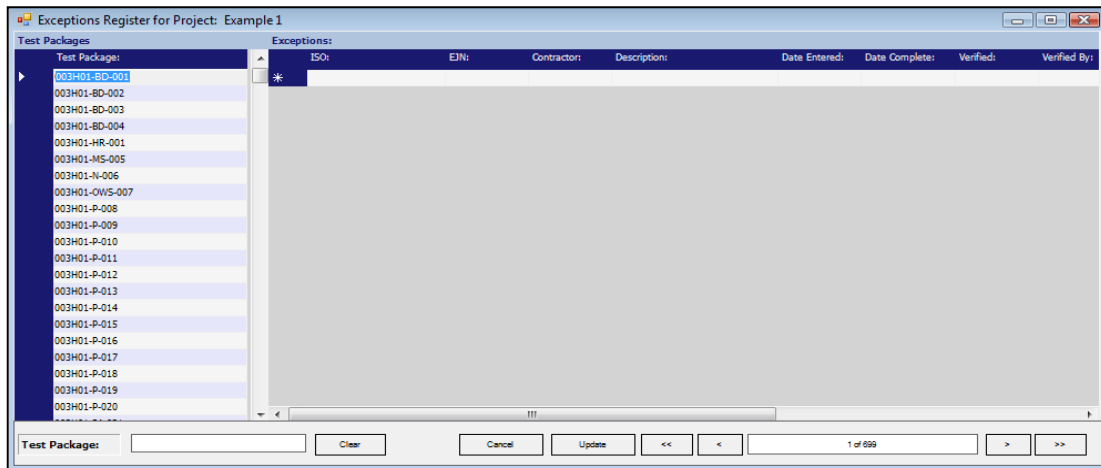 Exceptions Register for Project: Example 1
Test Packages Exceptions:
Test Package: ISO: EJN: Contractor: Description: Date Entered: Date Complete: Verified: Verified By:
003H01-BD-001
003H01-BD-002
003H01-BD-003
003H01-BD-004
003H01-HR-001
003H01-MS-005
003H01-N-006
003H01-OWS-007
003H01-P-008
003H01-P-009
003H01-P-010
003H01-P-011
003H01-P-012
003H01-P-013
003H01-P-014
003H01-P-015
003H01-P-016
003H01-P-017
003H01-P-018
003H01-P-019
003H01-P-020
Test Package: Clear Cancel Update << < 1 of 699 > >>